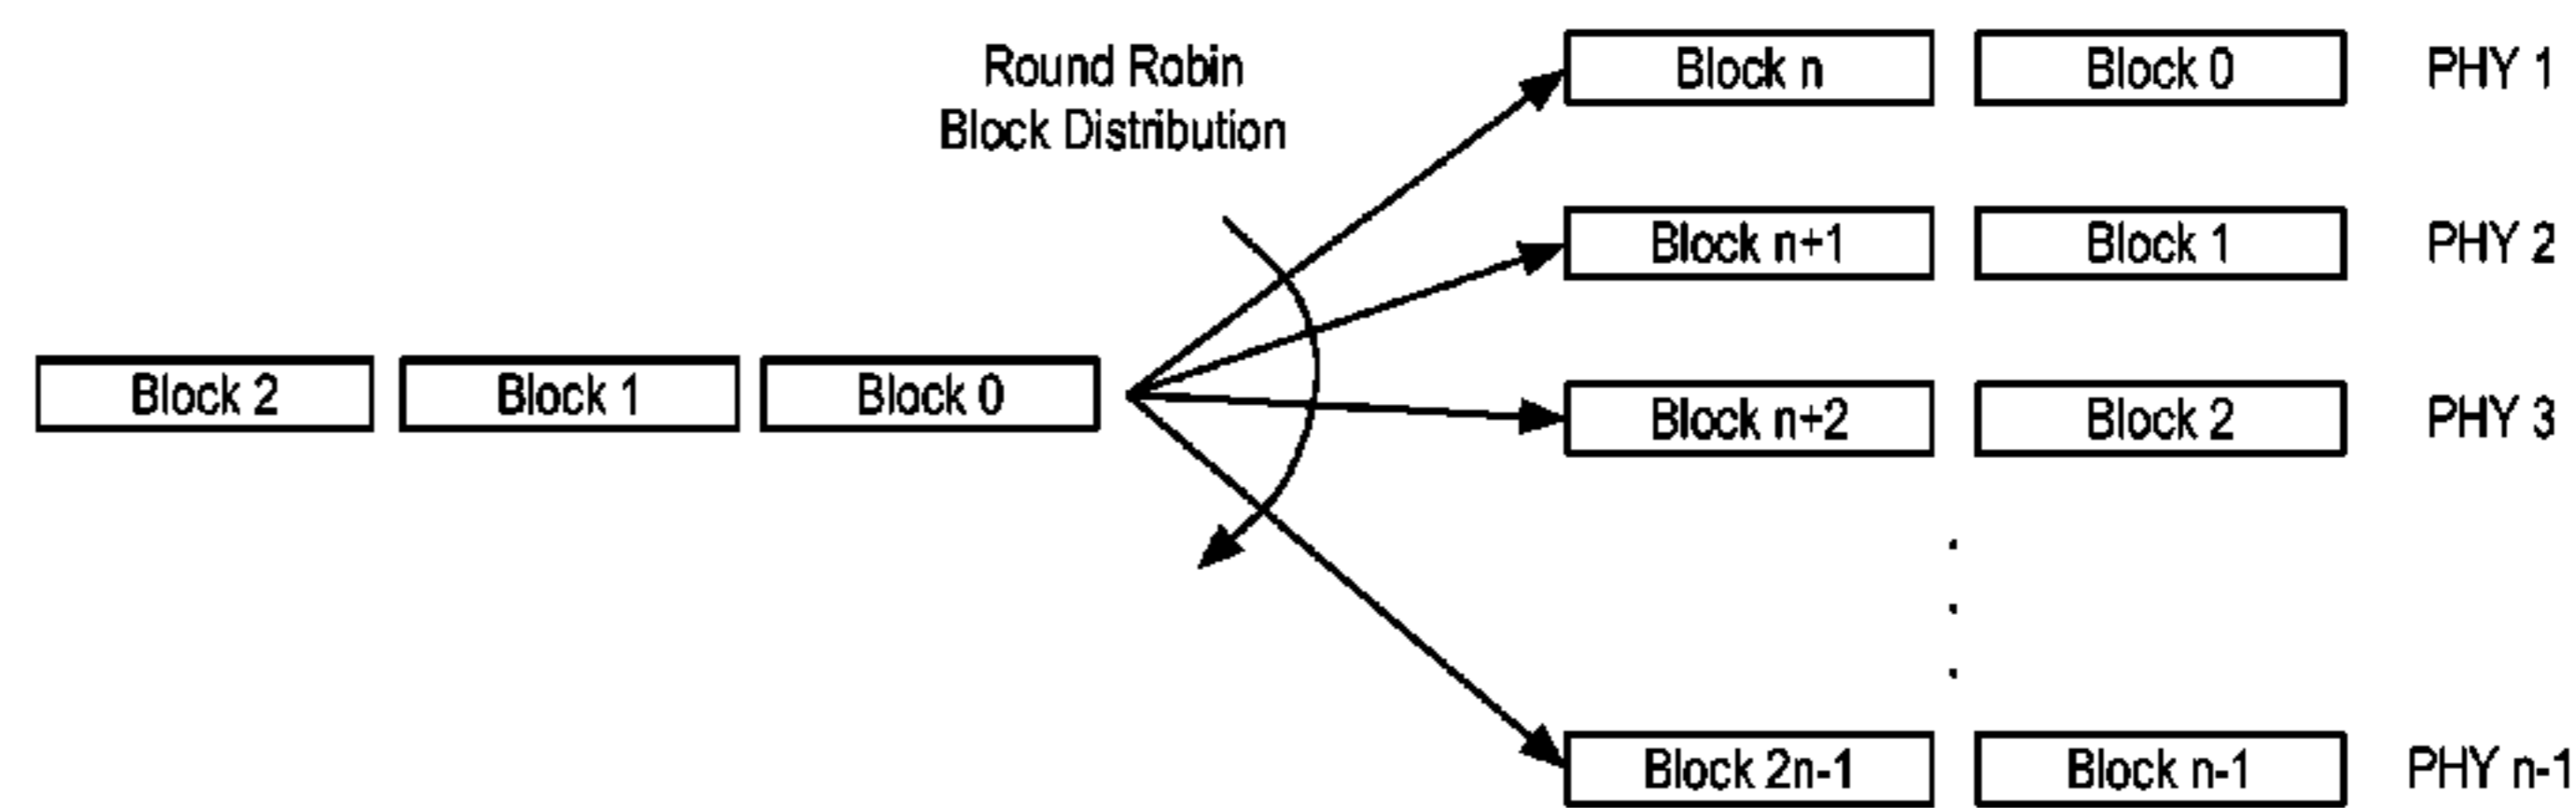 Round Robin
Block Distribution
Block n Block 0 PHY 1
Block n+1 Block 1 PHY 2
Block 2 Block 1 Block 0
Block n+2 Block 2 PHY 3
Block 2n-1 Block n-1 PHY n-1